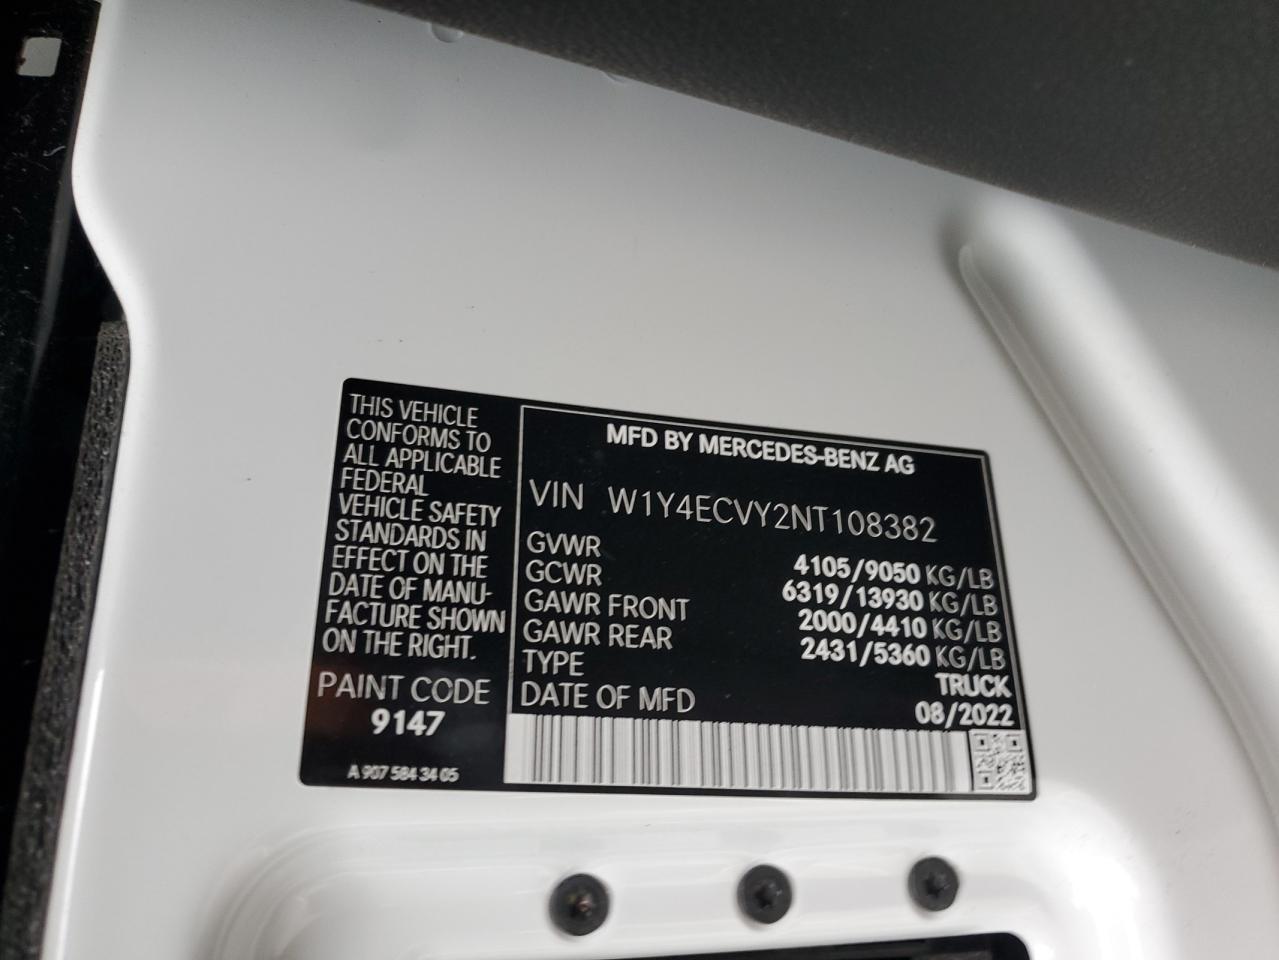 THIS VEHICLE
CONFORMS TO
ALL APPLICABLE
FEDERAL
VEHICLE SAFETY
STANDARDS IN
EFFECT ON THE
DATE OF MANU-
FACTURE SHOWN
ON THE RIGHT.
PAINT CODE
9147
A 907 584 34 05
MFD BY MERCEDES-BENZ AG
VIN W1Y4ECVY2NT108382
GVWR 4105/9050 KG/LB
GCWR 6319/13930 KG/LB
GAWR FRONT 2000/4410 KG/LB
GAWR REAR 2431/5360 KG/LB
TYPE TRUCK
DATE OF MFD 08/2022